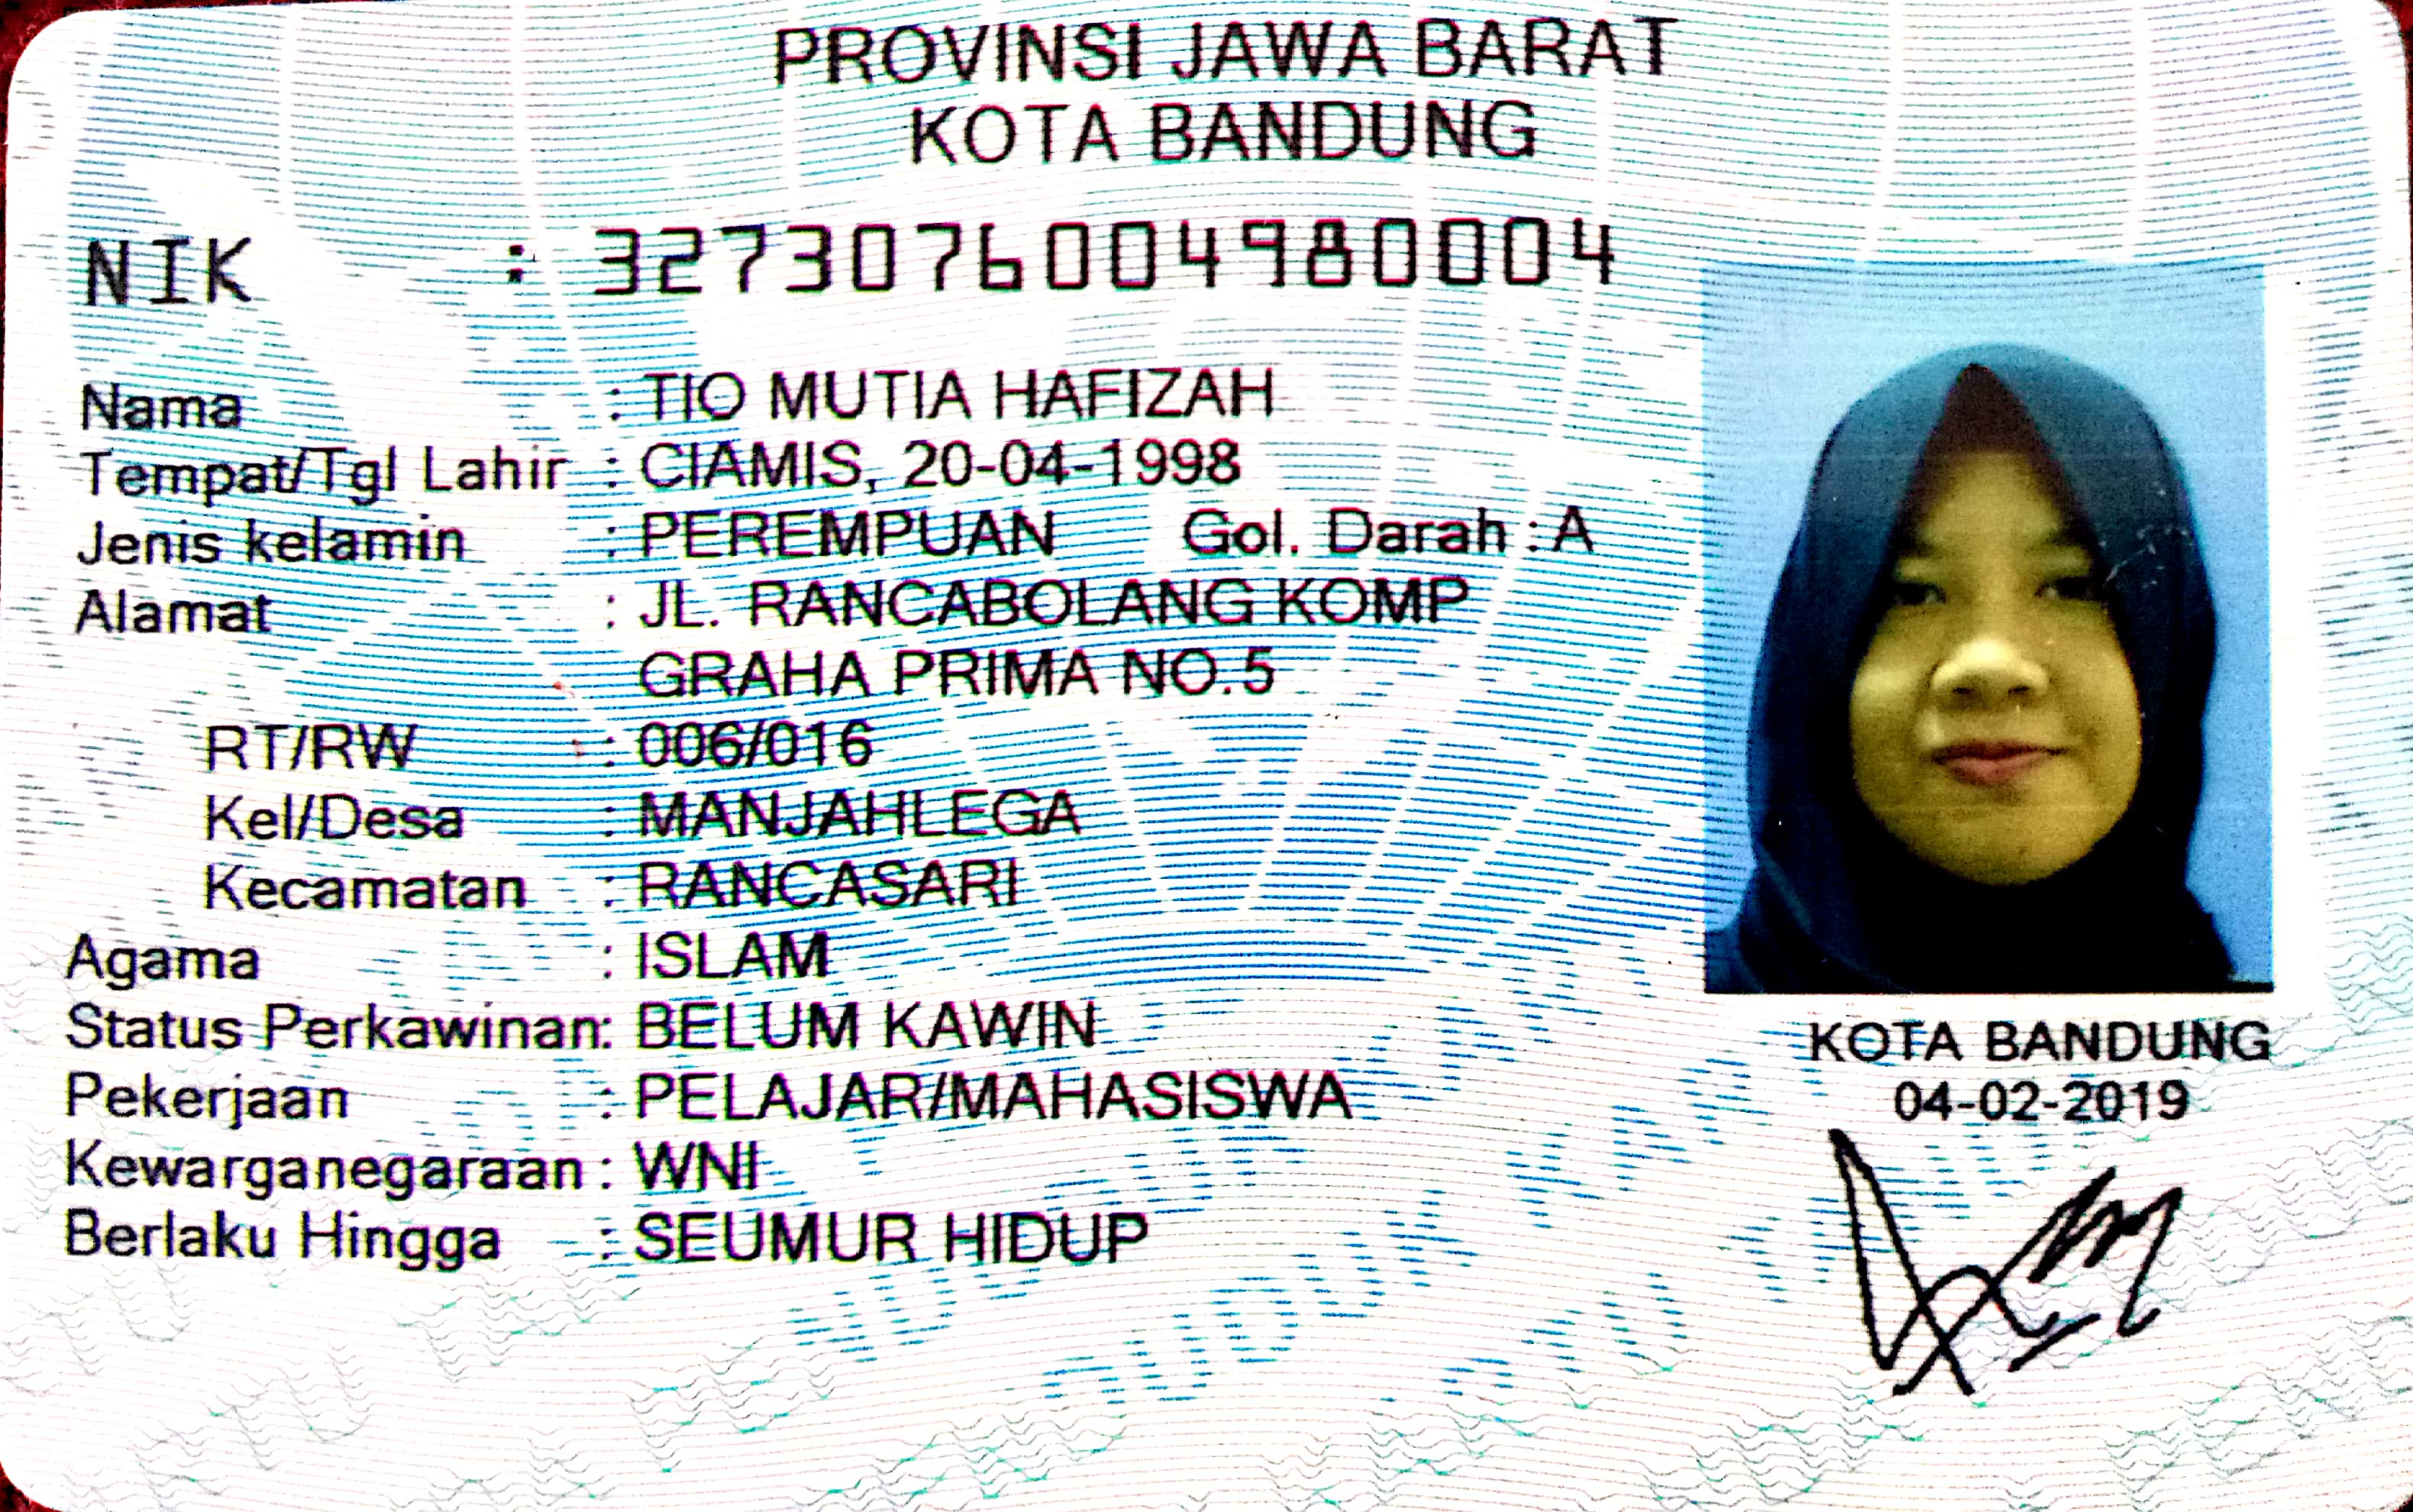 PROVINSI JAWA BARAT
KOTA BANDUNG
NIK : 3273076004980004
Nama : TIO MUTIA HAFIZAH
Tempat/Tgl Lahir : CIAMIS, 20-04-1998
Jenis kelamin : PEREMPUAN Gol. Darah : A
Alamat : JL. RANCABOLANG KOMP
GRAHA PRIMA NO.5
RT/RW : 006/016
Kel/Desa : MANJAHLEGA
Kecamatan : RANCASARI
Agama : ISLAM
Status Perkawinan: BELUM KAWIN
Pekerjaan : PELAJAR/MAHASISWA
Kewarganegaraan : WNI
Berlaku Hingga : SEUMUR HIDUP
KOTA BANDUNG
04-02-2019